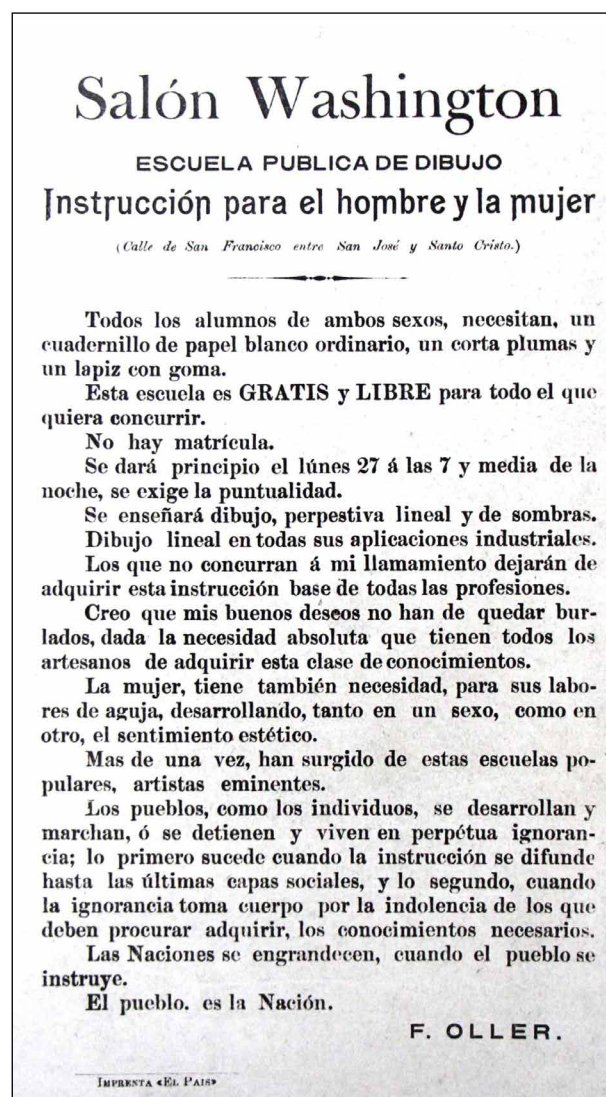 Salón Washington
ESCUELA PUBLICA DE DIBUJO
Instrucción para el hombre y la mujer
(Calle de San Francisco entre San José y Santo Cristo.)
Todos los alumnos de ambos sexos, necesitan, un
cuadernillo de papel blanco ordinario, un corta plumas y
un lapiz con goma.
Esta escuela es GRATIS y LIBRE para todo el que
quiera concurrir.
No hay matrícula.
Se dará principio el lúnes 27 á las 7 y media de la
noche, se exige la puntualidad.
Se enseñará dibujo, perpestiva lineal y de sombras.
Dibujo lineal en todas sus aplicaciones industriales.
Los que no concurran á mi llamamiento dejarán de
adquirir esta instrucción base de todas las profesiones.
Creo que mis buenos deseos no han de quedar bur-
lados, dada la necesidad absoluta que tienen todos los
artesanos de adquirir esta clase de conocimientos.
La mujer, tiene también necesidad, para sus labo-
res de aguja, desarrollando, tanto en un sexo, como en
otro, el sentimiento estético.
Mas de una vez, han surgido de estas escuelas po-
pulares, artistas eminentes.
Los pueblos, como los individuos, se desarrollan y
marchan, ó se detienen y viven en perpétua ignoran-
cia; lo primero sucede cuando la instrucción se difunde
hasta las últimas capas sociales, y lo segundo, cuando
la ignorancia toma cuerpo por la indolencia de los que
deben procurar adquirir, los conocimientos necesarios.
Las Naciones se engrandecen, cuando el pueblo se
instruye.
El pueblo. es la Nación.
F. OLLER.
IMPRENTA «EL PAIS»